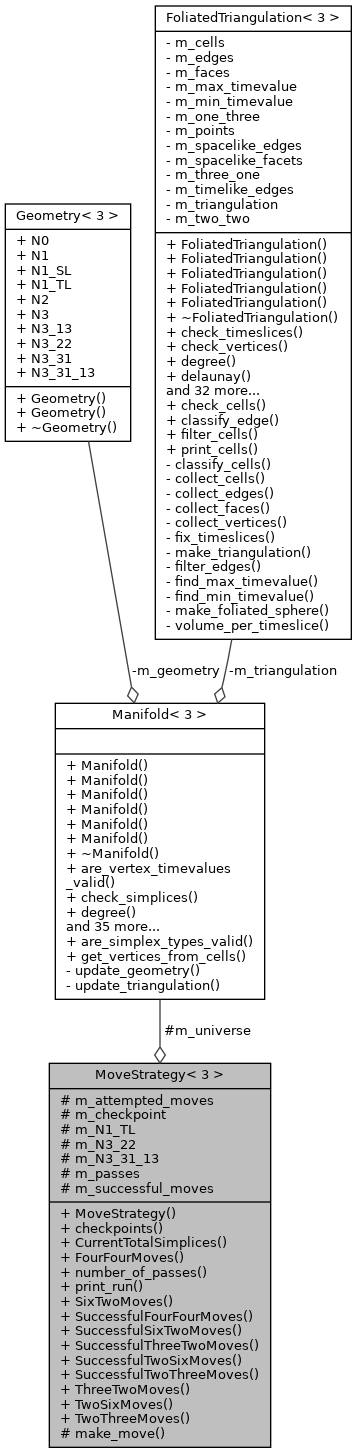 FoliatedTriangulation< 3 >
- m_cells
- m_edges
- m_faces
- m_max_timevalue
- m_min_timevalue
- m_one_three
- m_points
- m_spacelike_edges
- m_spacelike_facets
- m_three_one
- m_timelike_edges
- m_triangulation
- m_two_two
+ FoliatedTriangulation()
+ FoliatedTriangulation()
+ FoliatedTriangulation()
+ FoliatedTriangulation()
+ FoliatedTriangulation()
+ ~FoliatedTriangulation()
+ check_timeslices()
+ check_vertices()
+ degree()
+ delaunay()
and 32 more...
+ check_cells()
+ classify_edge()
+ filter_cells()
+ print_cells()
- classify_cells()
- collect_cells()
- collect_edges()
- collect_faces()
- collect_vertices()
- fix_timeslices()
- make_triangulation()
- filter_edges()
- find_max_timevalue()
- find_min_timevalue()
- make_foliated_sphere()
- volume_per_timeslice()
Geometry< 3 >
+ N0
+ N1
+ N1_SL
+ N1_TL
+ N2
+ N3
+ N3_13
+ N3_22
+ N3_31
+ N3_31_13
+ Geometry()
+ Geometry()
+ ~Geometry()
-m_geometry
-m_triangulation
Manifold< 3 >
+ Manifold()
+ Manifold()
+ Manifold()
+ Manifold()
+ Manifold()
+ Manifold()
+ ~Manifold()
+ are_vertex_timevalues
_valid()
+ check_simplices()
+ degree()
and 35 more...
+ are_simplex_types_valid()
+ get_vertices_from_cells()
- update_geometry()
- update_triangulation()
#m_universe
MoveStrategy< 3 >
# m_attempted_moves
# m_checkpoint
# m_N1_TL
# m_N3_22
# m_N3_31_13
# m_passes
# m_successful_moves
+ MoveStrategy()
+ checkpoints()
+ CurrentTotalSimplices()
+ FourFourMoves()
+ number_of_passes()
+ print_run()
+ SixTwoMoves()
+ SuccessfulFourFourMoves()
+ SuccessfulSixTwoMoves()
+ SuccessfulThreeTwoMoves()
+ SuccessfulTwoSixMoves()
+ SuccessfulTwoThreeMoves()
+ ThreeTwoMoves()
+ TwoSixMoves()
+ TwoThreeMoves()
# make_move()